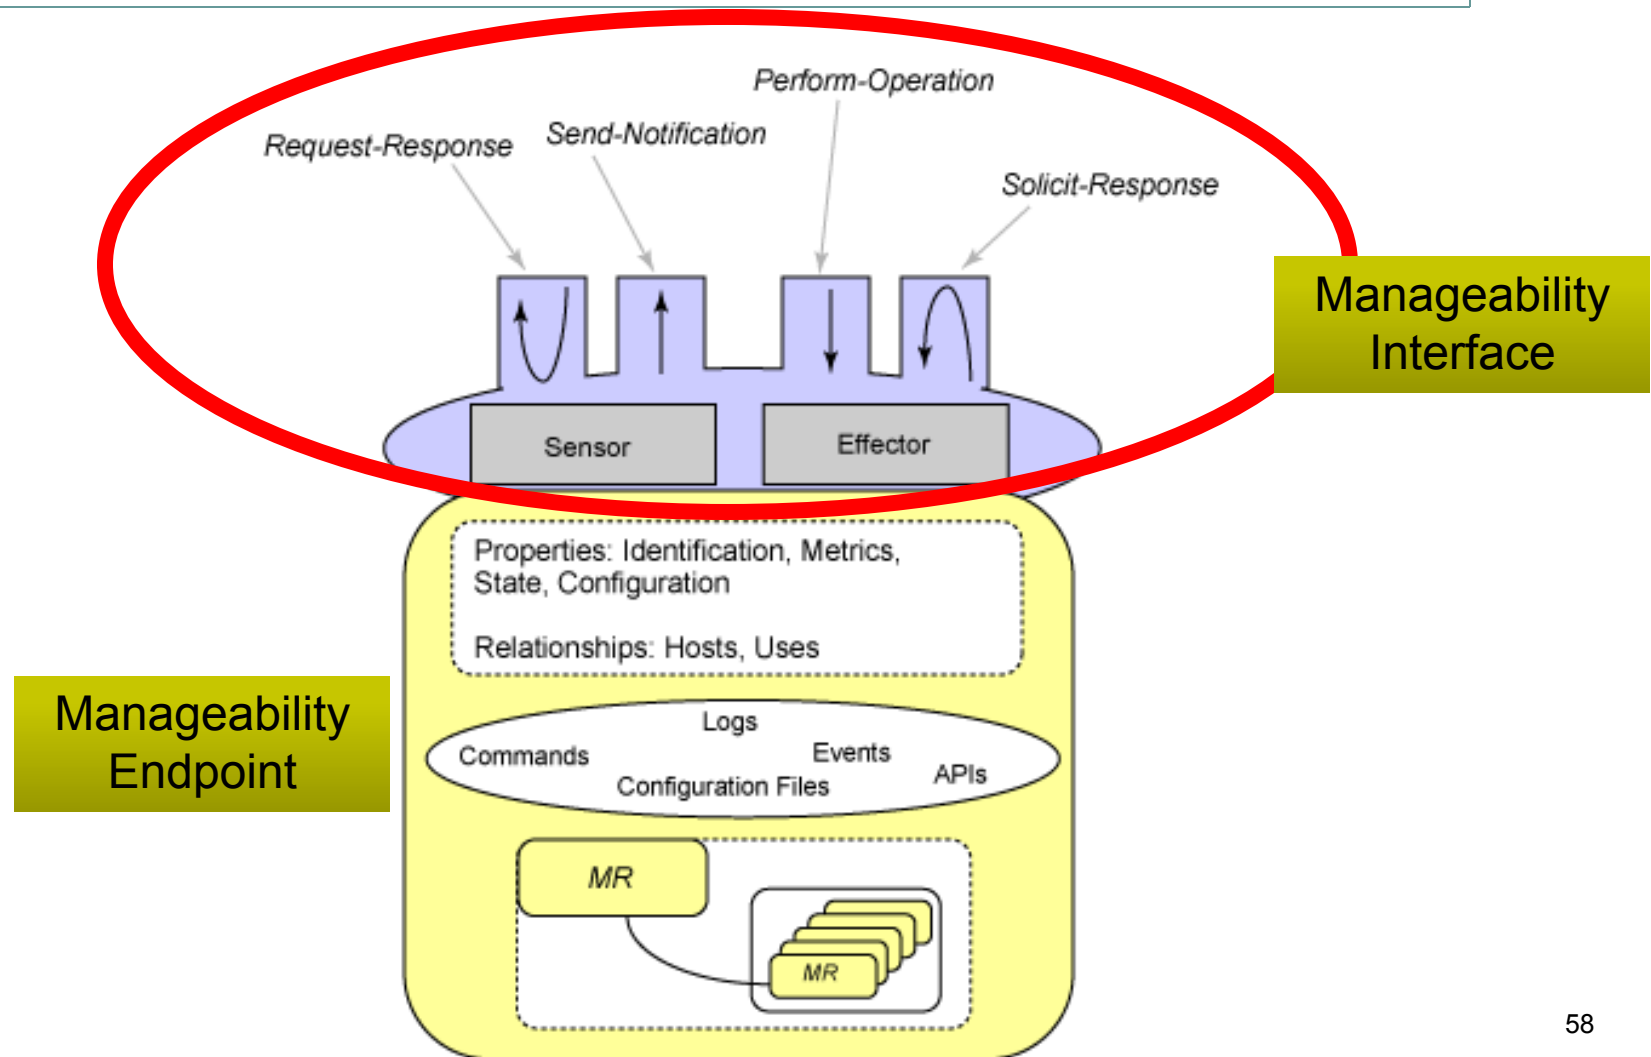 Perform-Operation
Send-Notification
Request-Response
Solicit-Response
Manageability
Interface
Sensor
Effector
Properties: Identification, Metrics,
State, Configuration
Relationships: Hosts, Uses
Manageability
Endpoint
Logs
Commands
Events
Configuration Files
APIs
MR
MR
58